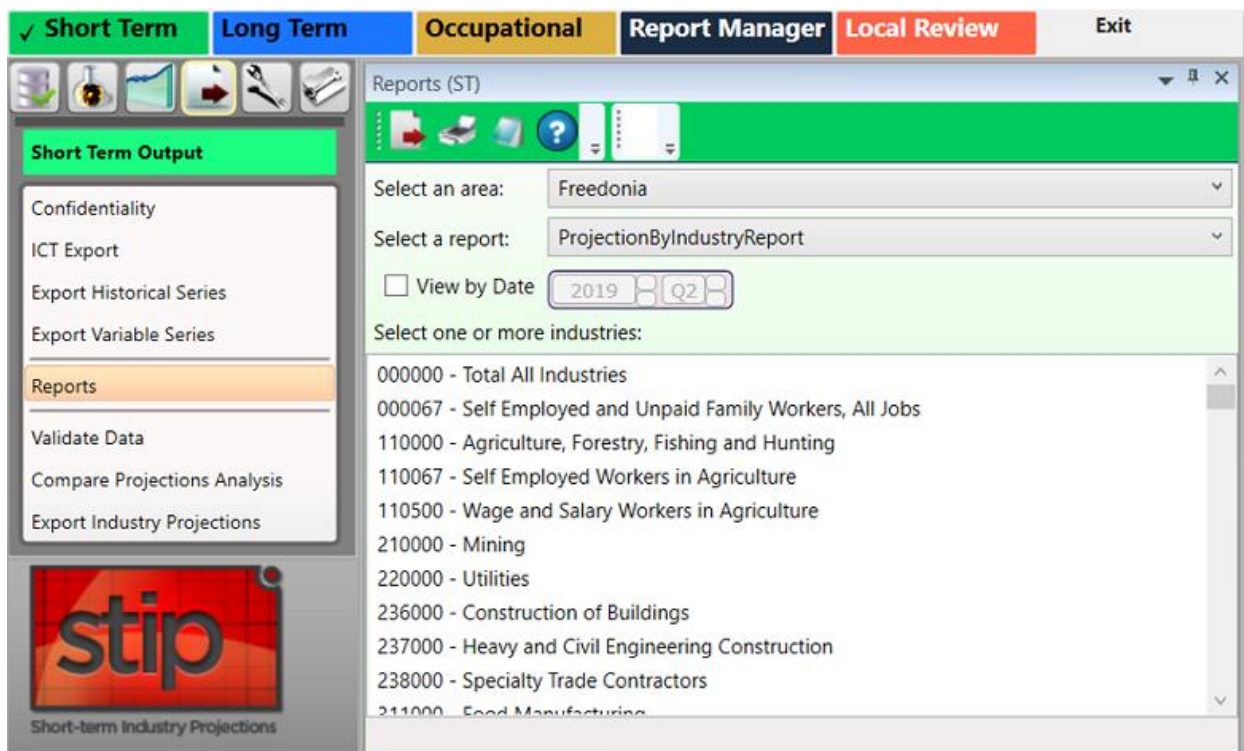 ✓ Short Term Long Term Occupational Report Manager Local Review Exit
Short Term Output
Confidentiality
ICT Export
Export Historical Series
Export Variable Series
Reports
Validate Data
Compare Projections Analysis
Export Industry Projections
stip
Short-term Industry Projections
Reports (ST)
?
Select an area: Freedonia
Select a report: ProjectionByIndustryReport
View by Date 2019 Q2
Select one or more industries:
000000 - Total All Industries
000067 - Self Employed and Unpaid Family Workers, All Jobs
110000 - Agriculture, Forestry, Fishing and Hunting
110067 - Self Employed Workers in Agriculture
110500 - Wage and Salary Workers in Agriculture
210000 - Mining
220000 - Utilities
236000 - Construction of Buildings
237000 - Heavy and Civil Engineering Construction
238000 - Specialty Trade Contractors
311000 - Food Manufacturing